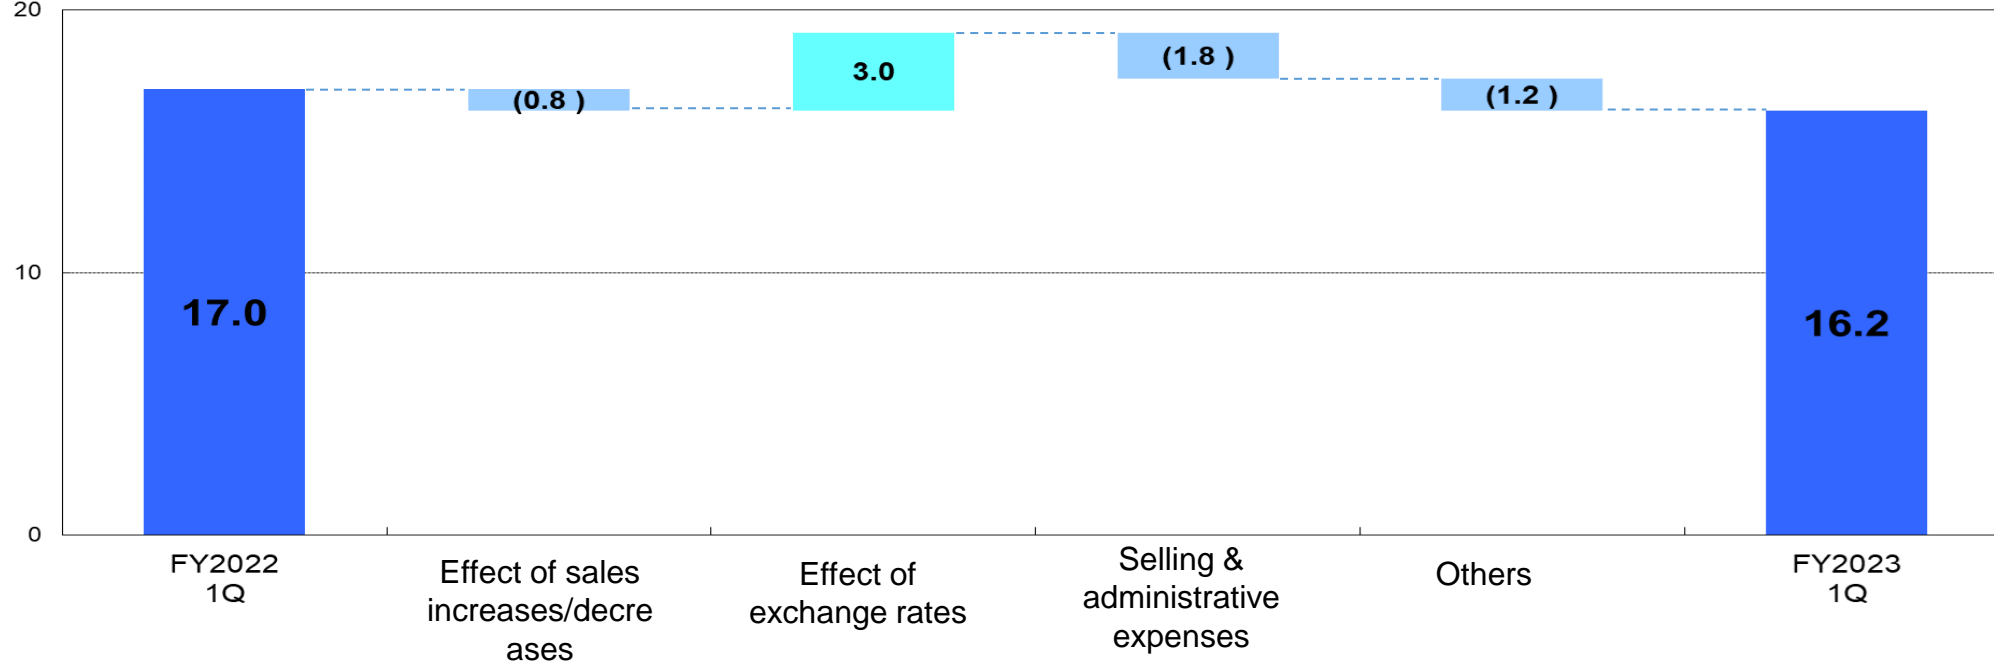 20
10
0
17.0
(0.8 )
3.0
(1.8 )
(1.2 )
16.2
FY2022
1Q
Effect of sales
increases/decre
ases
Effect of
exchange rates
Selling &
administrative
expenses
Others
FY2023
1Q